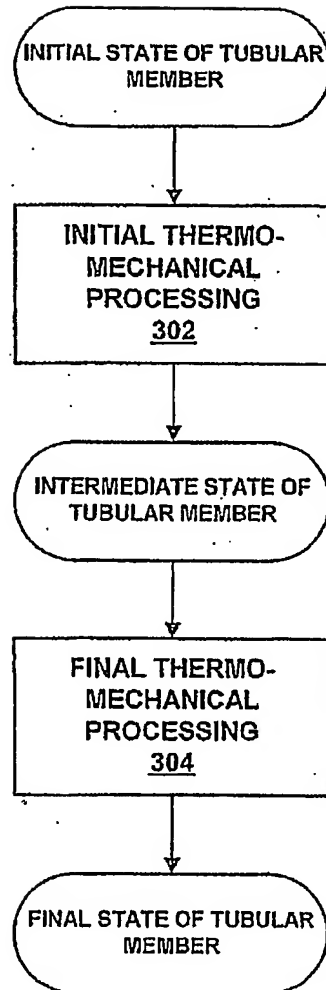 INITIAL STATE OF TUBULAR
MEMBER
INITIAL THERMO-
MECHANICAL
PROCESSING
302
INTERMEDIATE STATE OF
TUBULAR MEMBER
FINAL THERMO-
MECHANICAL
PROCESSING
304
FINAL STATE OF TUBULAR
MEMBER